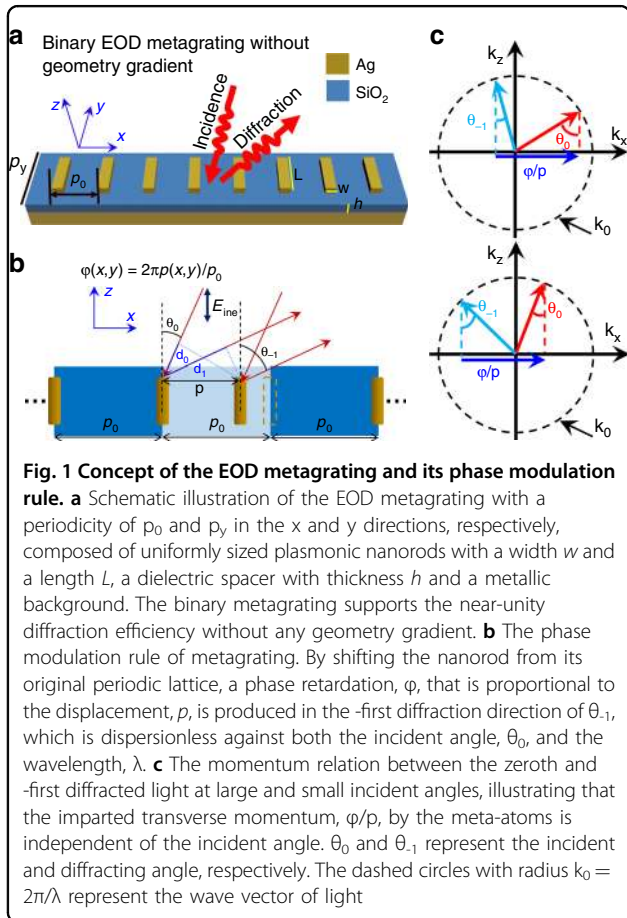 a
Binary EOD metagrating without
geometry gradient
Ag
SiO₂
z
y
x
Incidence
Diffraction
p_y
p₀
L
w
h
b
φ(x,y) = 2πp(x,y)/p₀
z
x
E_ine
θ₀
θ₋₁
d₀
d₁
p
...
...
p₀
p₀
p₀
c
k_z
k_x
θ₋₁
θ₀
φ/p
k₀
k_z
k_x
θ₋₁
θ₀
φ/p
k₀
Fig. 1 Concept of the EOD metagrating and its phase modulation
rule. a Schematic illustration of the EOD metagrating with a
periodicity of p₀ and p_y in the x and y directions, respectively,
composed of uniformly sized plasmonic nanorods with a width w and
a length L, a dielectric spacer with thickness h and a metallic
background. The binary metagrating supports the near-unity
diffraction efficiency without any geometry gradient. b The phase
modulation rule of metagrating. By shifting the nanorod from its
original periodic lattice, a phase retardation, φ, that is proportional to
the displacement, p, is produced in the -first diffraction direction of θ₋₁,
which is dispersionless against both the incident angle, θ₀, and the
wavelength, λ. c The momentum relation between the zeroth and
-first diffracted light at large and small incident angles, illustrating that
the imparted transverse momentum, φ/p, by the meta-atoms is
independent of the incident angle. θ₀ and θ₋₁ represent the incident
and diffracting angle, respectively. The dashed circles with radius k₀ =
2π/λ represent the wave vector of light